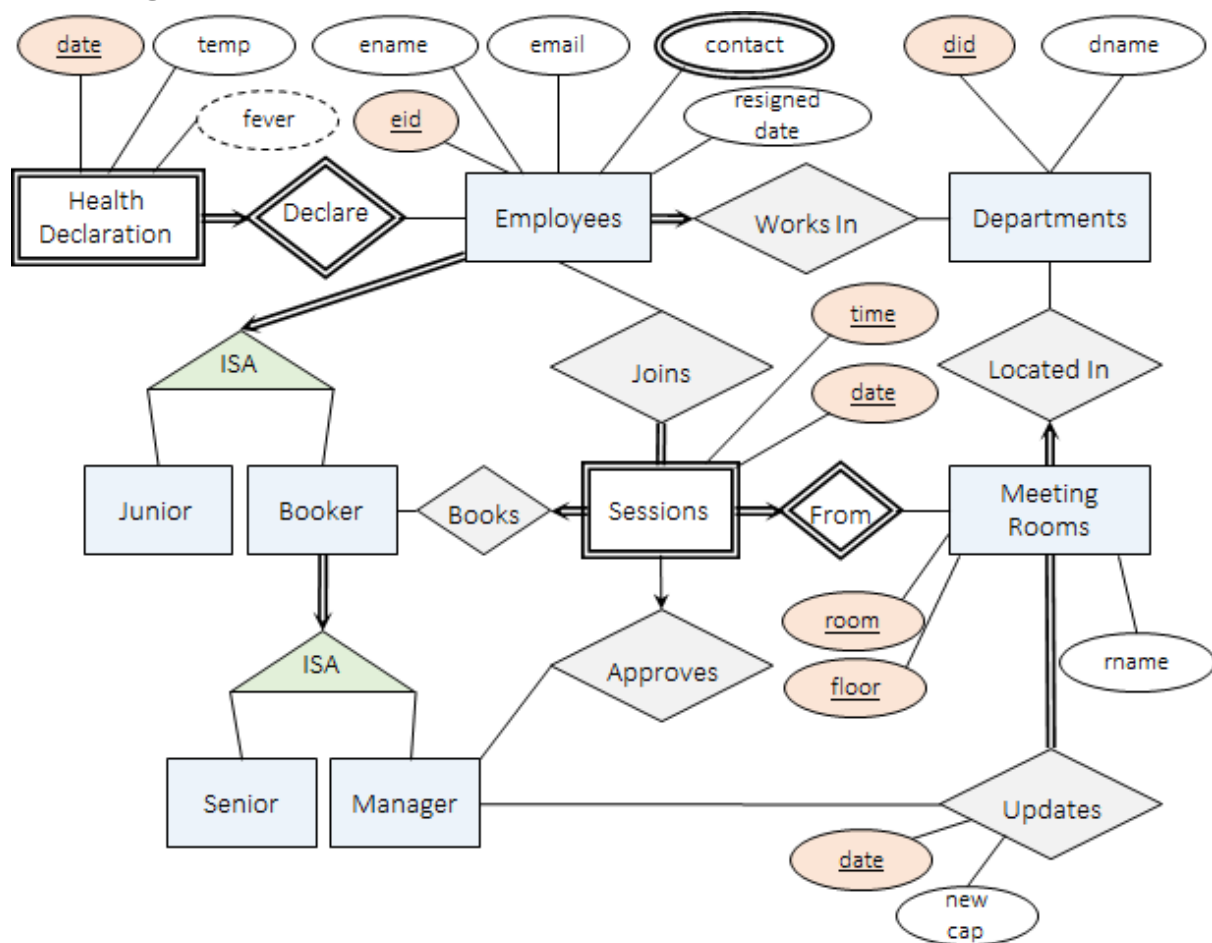 date
temp
ename
email
contact
did
dname
fever
eid
resigned
date
Health
Declaration
Declare
Employees
Works In
Departments
time
ISA
Joins
date
Located In
Junior
Booker
Books
Sessions
From
Meeting
Rooms
room
rname
ISA
Approves
floor
Senior
Manager
Updates
date
new
cap